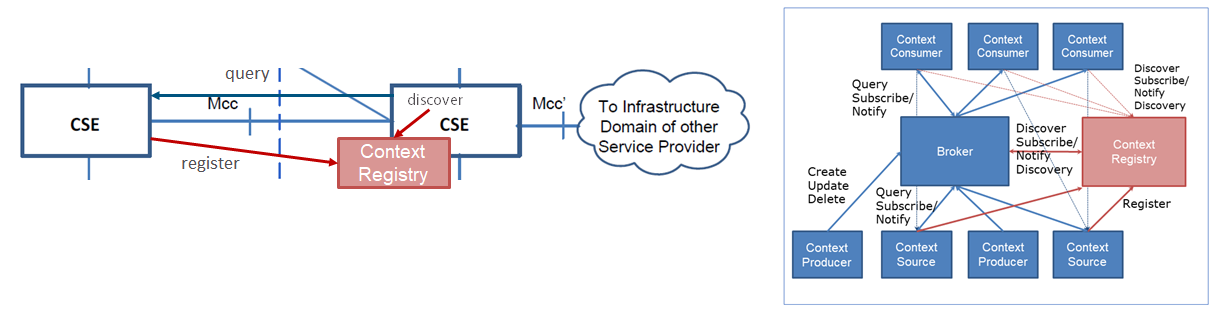 query
Mcc
discover
Mcc’
CSE
CSE
register
Context
Registry
To Infrastructure
Domain of other
Service Provider
Context
Consumer
Context
Consumer
Context
Consumer
Query
Subscribe/
Notify
Discover
Subscribe/
Notify
Discovery
Broker
Discover
Subscribe/
Notify
Discovery
Context
Registry
Create
Update
Delete
Query
Subscribe/
Notify
Register
Context
Producer
Context
Source
Context
Producer
Context
Source